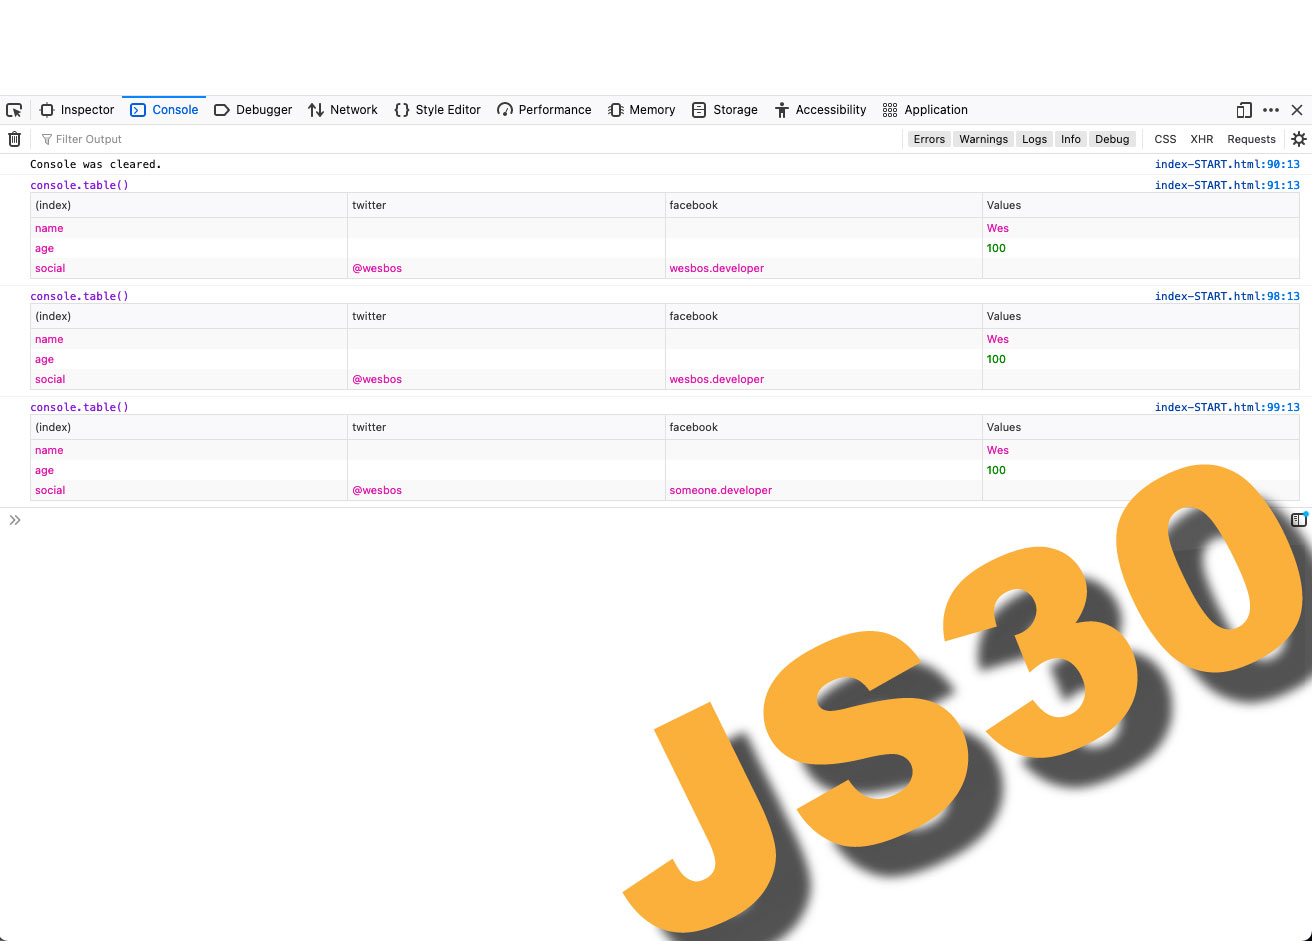 Inspector Console Debugger Network Style Editor Performance Memory Storage Accessibility Application
Filter Output Errors Warnings Logs Info Debug CSS XHR Requests
Console was cleared. index-START.html:90:13
console.table() index-START.html:91:13
(index) twitter facebook Values
name Wes
age 100
social @wesbos wesbos.developer
console.table() index-START.html:98:13
(index) twitter facebook Values
name Wes
age 100
social @wesbos wesbos.developer
console.table() index-START.html:99:13
(index) twitter facebook Values
name Wes
age 100
social @wesbos someone.developer
JS30